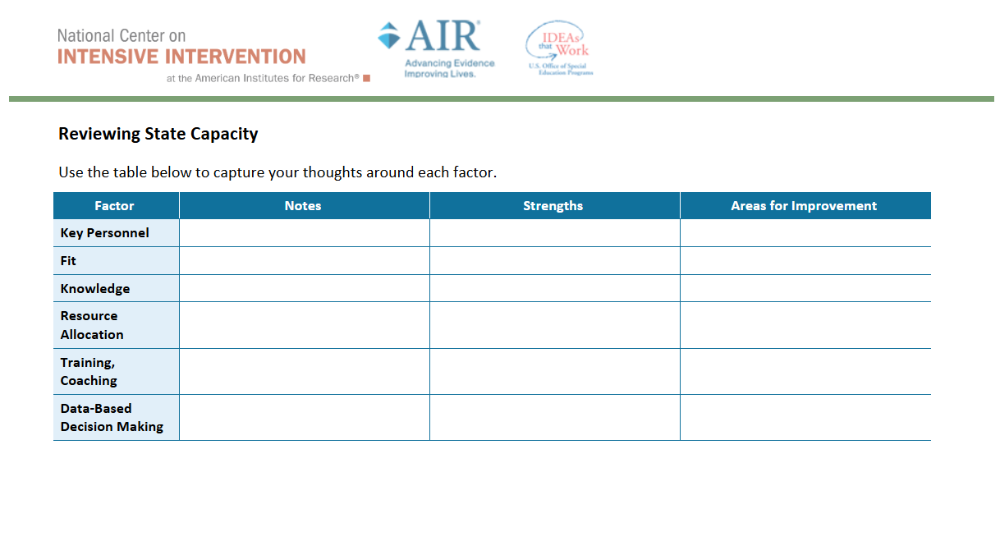 National Center on
INTENSIVE INTERVENTION
at the American Institutes for Research®
AIR®
Advancing Evidence
Improving Lives.
IDEAs
that Work
U.S. Office of Special
Education Programs
Reviewing State Capacity
Use the table below to capture your thoughts around each factor.
Factor Notes Strengths Areas for Improvement
Key Personnel
Fit
Knowledge
Resource
Allocation
Training,
Coaching
Data-Based
Decision Making